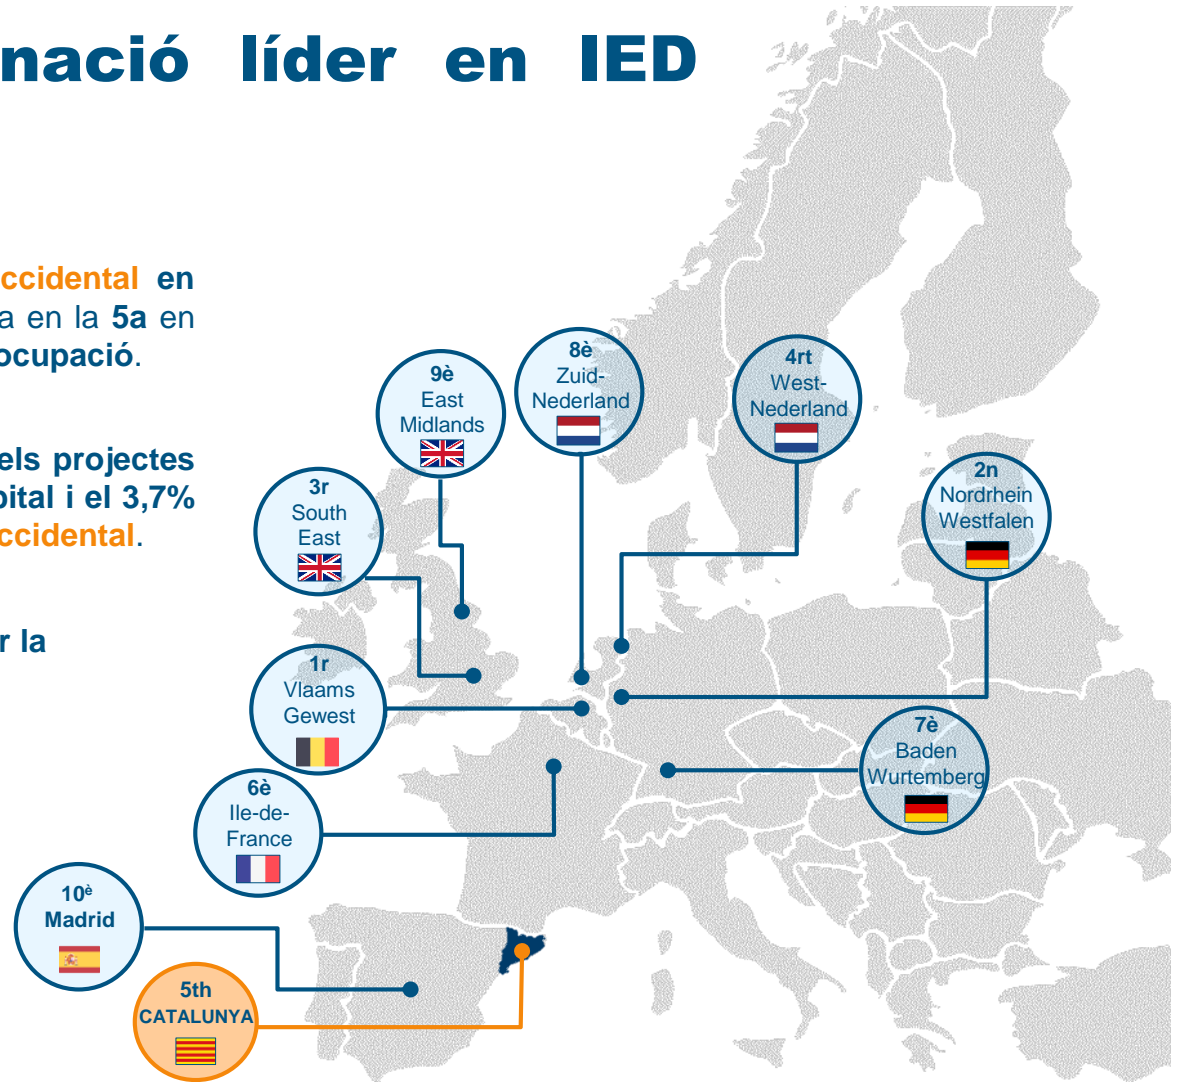 nació líder en IED
ccidental en
a en la 5a en
ocupació.
els projectes
pital i el 3,7%
ccidental.
r la
8è
Zuid-
Nederland
4rt
West-
Nederland
9è
East
Midlands
2n
Nordrhein
Westfalen
3r
South
East
1r
Vlaams
Gewest
7è
Baden
Wurtemberg
6è
Ile-de-
France
10è
Madrid
5th
CATALUNYA